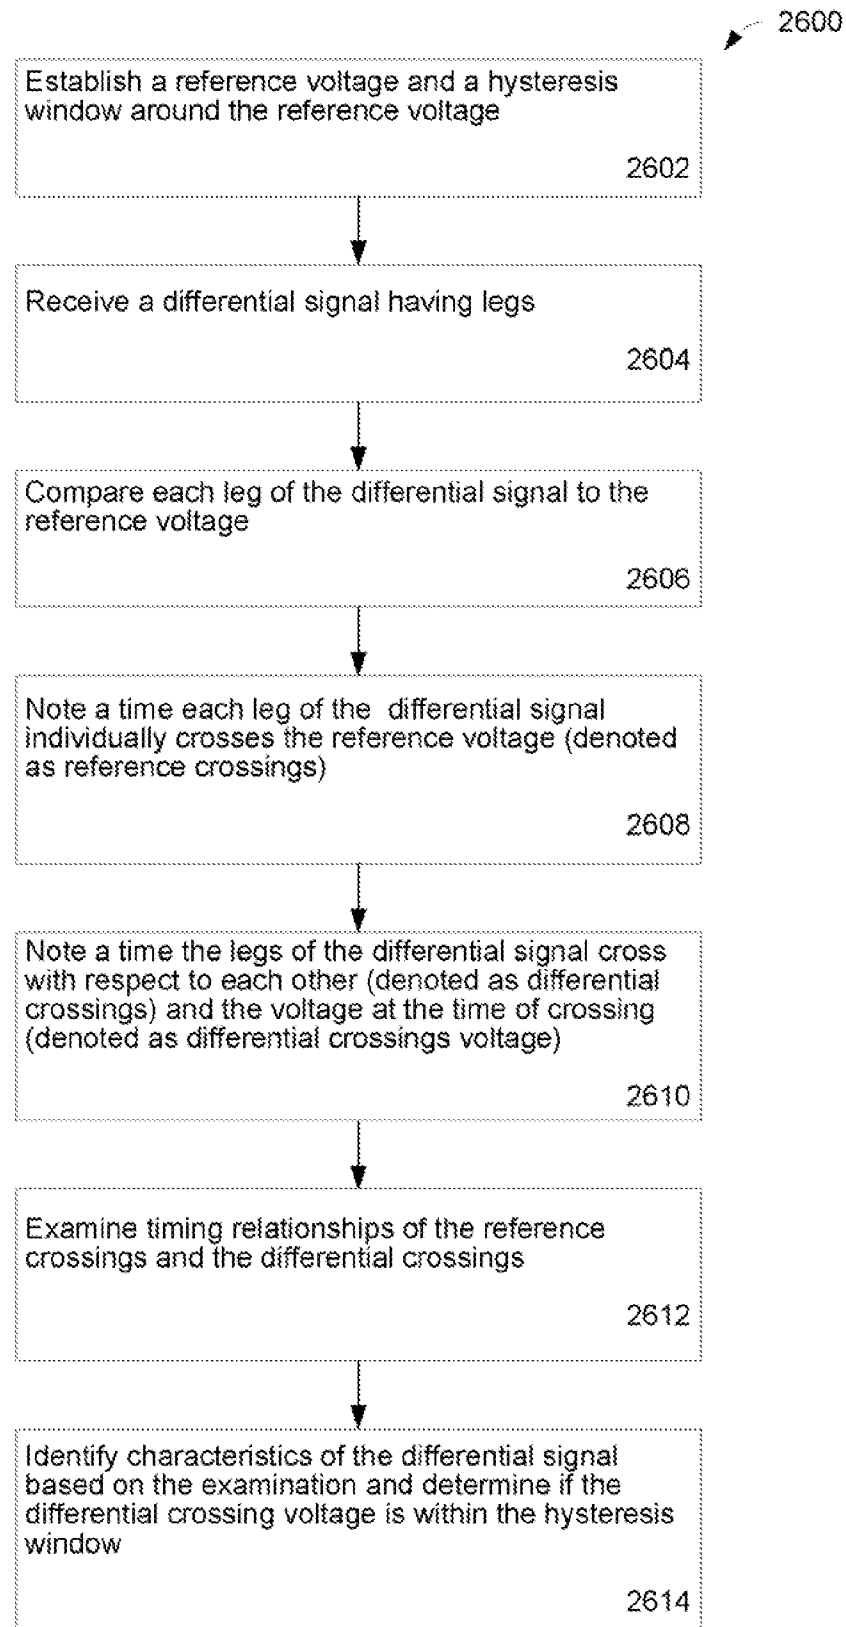 2600
Establish a reference voltage and a hysteresis
window around the reference voltage
2602
Receive a differential signal having legs
2604
Compare each leg of the differential signal to the
reference voltage
2606
Note a time each leg of the differential signal
individually crosses the reference voltage (denoted
as reference crossings)
2608
Note a time the legs of the differential signal cross
with respect to each other (denoted as differential
crossings) and the voltage at the time of crossing
(denoted as differential crossings voltage)
2610
Examine timing relationships of the reference
crossings and the differential crossings
2612
Identify characteristics of the differential signal
based on the examination and determine if the
differential crossing voltage is within the hysteresis
window
2614